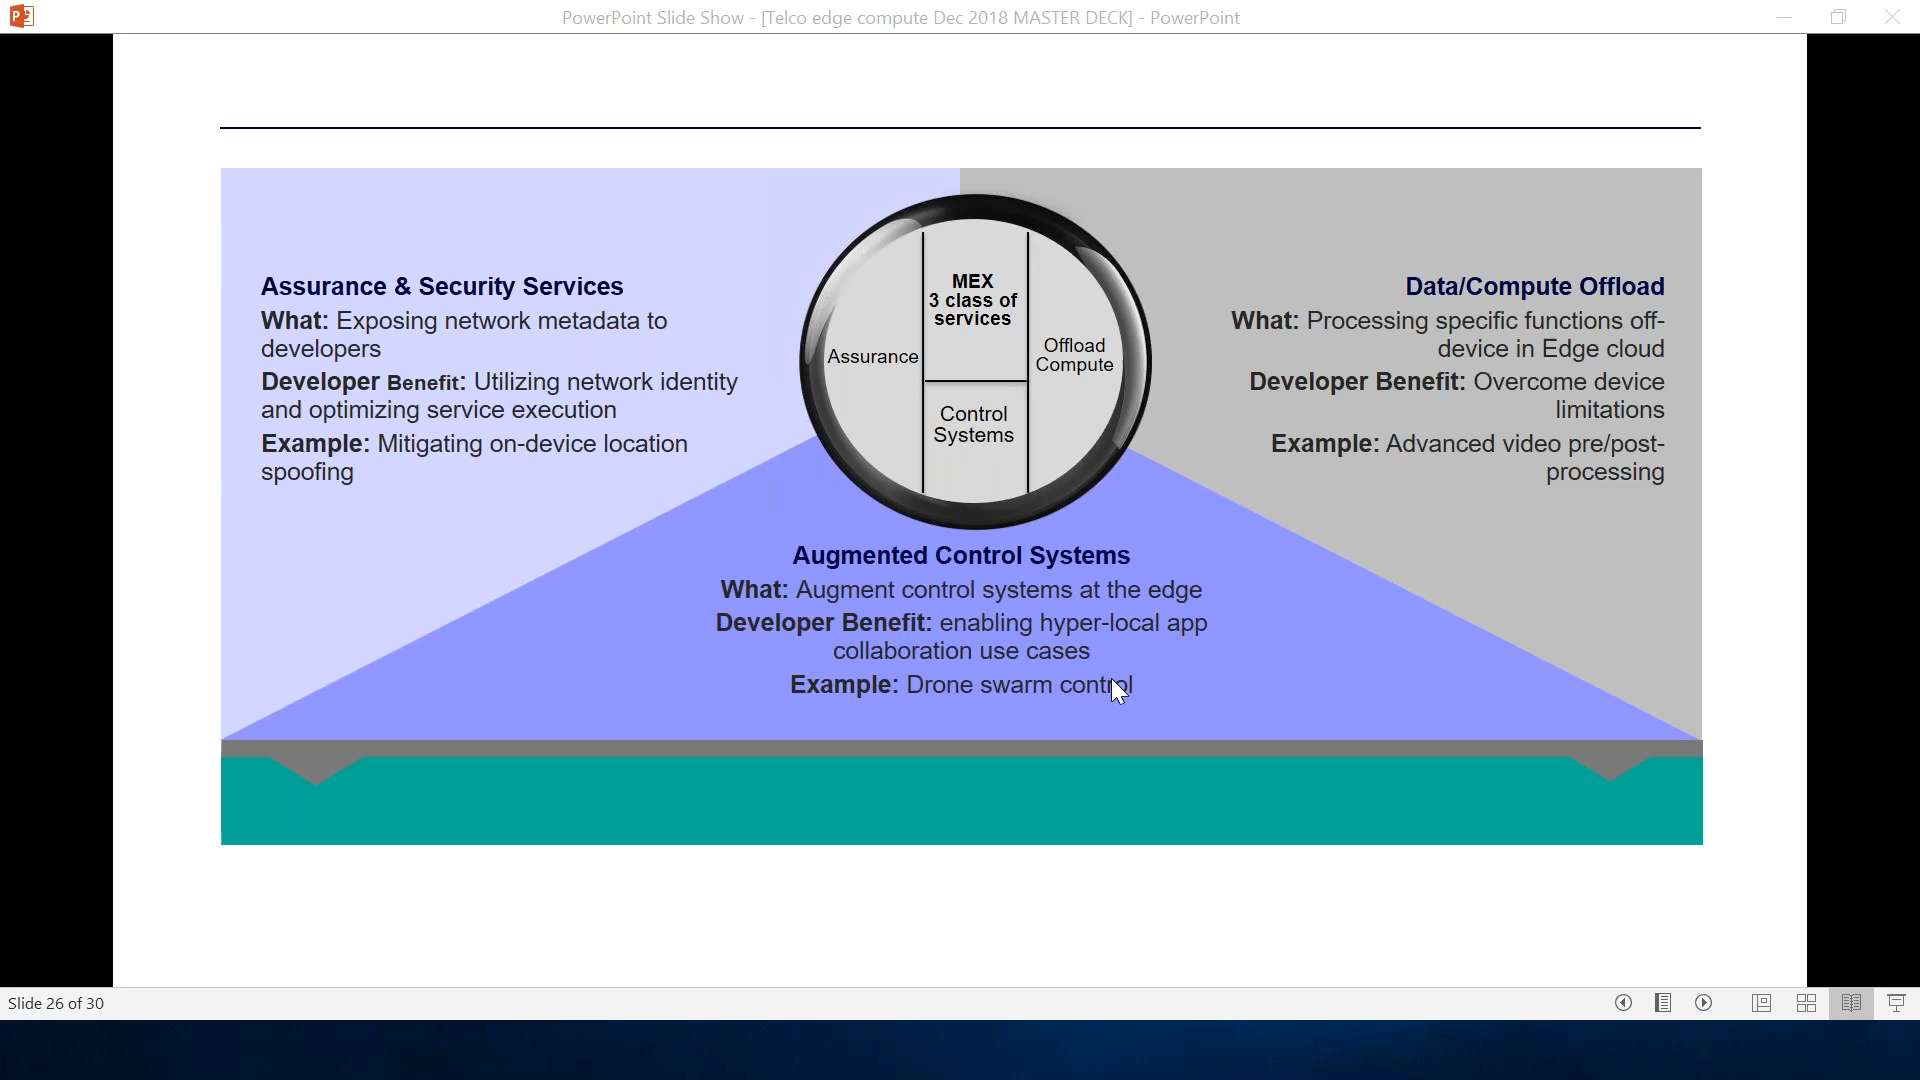 PowerPoint Slide Show - [Telco edge compute Dec 2018 MASTER DECK] - PowerPoint
Assurance & Security Services
What: Exposing network metadata to
developers
Developer Benefit: Utilizing network identity
and optimizing service execution
Example: Mitigating on-device location
spoofing
MEX
3 class of
services
Assurance
Offload
Compute
Control
Systems
Data/Compute Offload
What: Processing specific functions off-
device in Edge cloud
Developer Benefit: Overcome device
limitations
Example: Advanced video pre/post-
processing
Augmented Control Systems
What: Augment control systems at the edge
Developer Benefit: enabling hyper-local app
collaboration use cases
Example: Drone swarm control
Slide 26 of 30